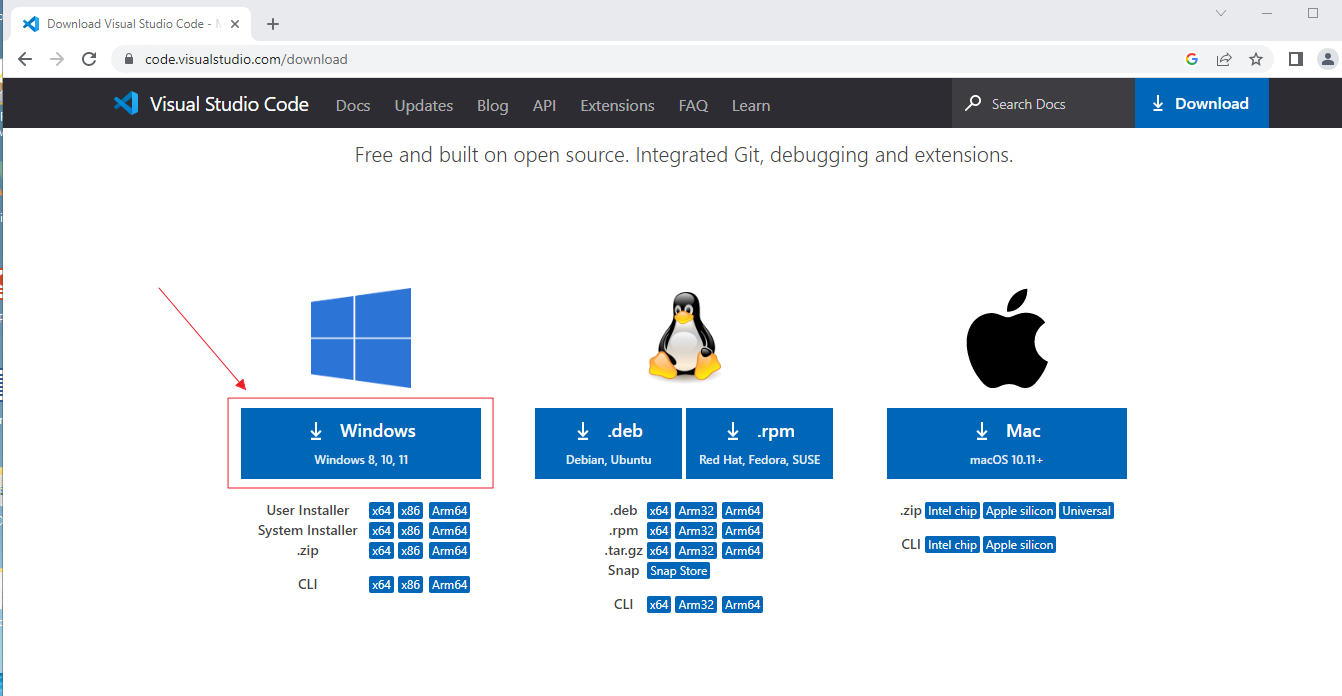 Download Visual Studio Code -
code.visualstudio.com/download
Visual Studio Code Docs Updates Blog API Extensions FAQ Learn Search Docs Download
Free and built on open source. Integrated Git, debugging and extensions.
Windows
Windows 8, 10, 11
User Installer x64 x86 Arm64
System Installer x64 x86 Arm64
.zip x64 x86 Arm64
CLI x64 x86 Arm64
.deb
Debian, Ubuntu
.rpm
Red Hat, Fedora, SUSE
.deb x64 Arm32 Arm64
.rpm x64 Arm32 Arm64
.tar.gz x64 Arm32 Arm64
Snap Snap Store
CLI x64 Arm32 Arm64
Mac
macOS 10.11+
.zip Intel chip Apple silicon Universal
CLI Intel chip Apple silicon